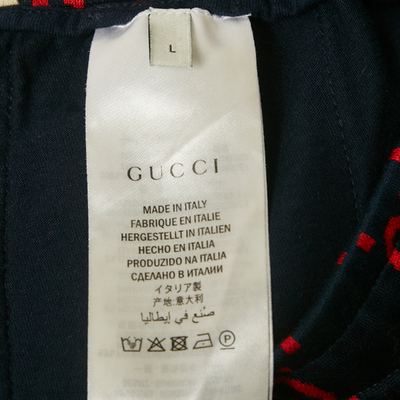 L
GUCCI
MADE IN ITALY
FABRIQUE EN ITALIE
HERGESTELLT IN ITALIEN
HECHO EN ITALIA
PRODUZIDO NA ITALIA
СДЕЛАНО В ИТАЛИИ
イタリア製
产地:意大利
صنع في إيطاليا
P